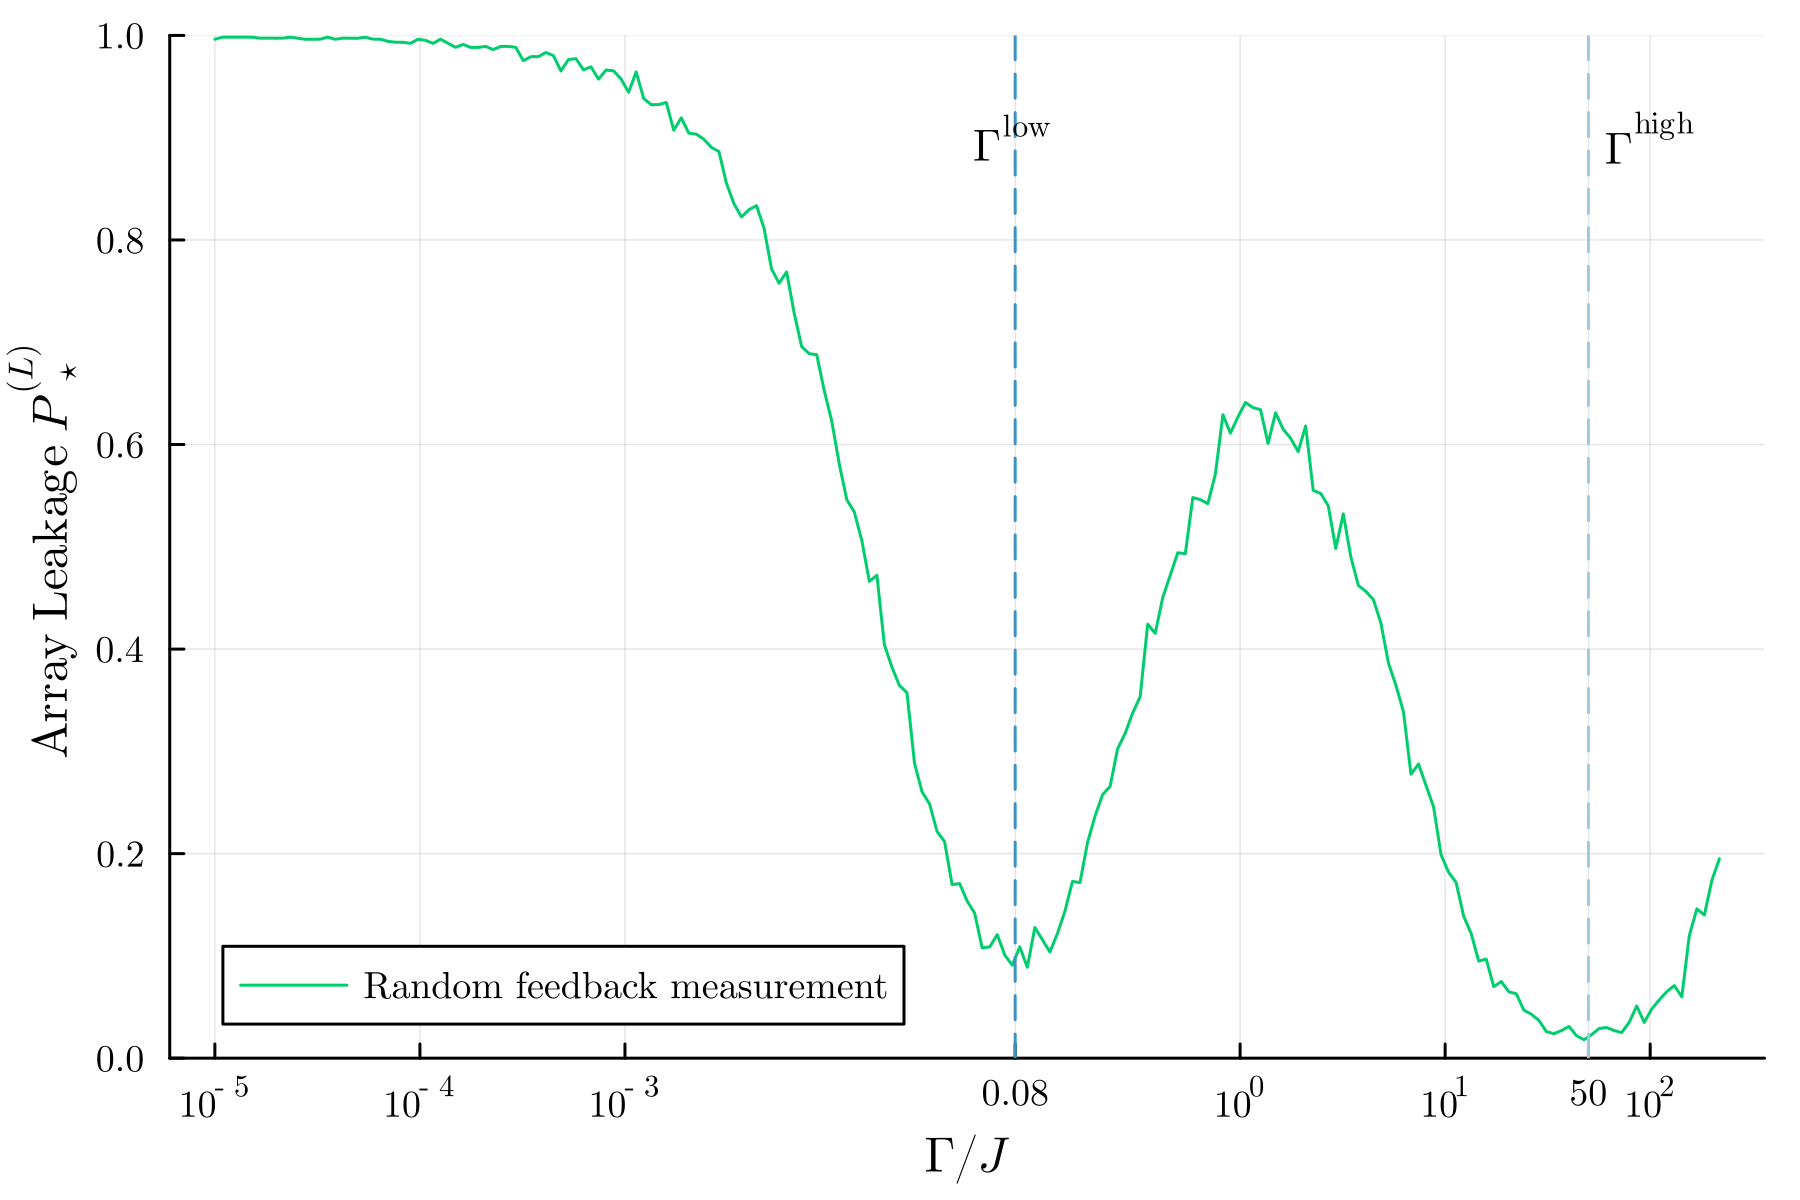 1.0
0.8
0.6
0.4
0.2
0.0
Array Leakage P⋆^(L)
Γ^low
Γ^high
Random feedback measurement
10^-5 10^-4 10^-3 0.08 10^0 10^1 50 10^2
Γ/J